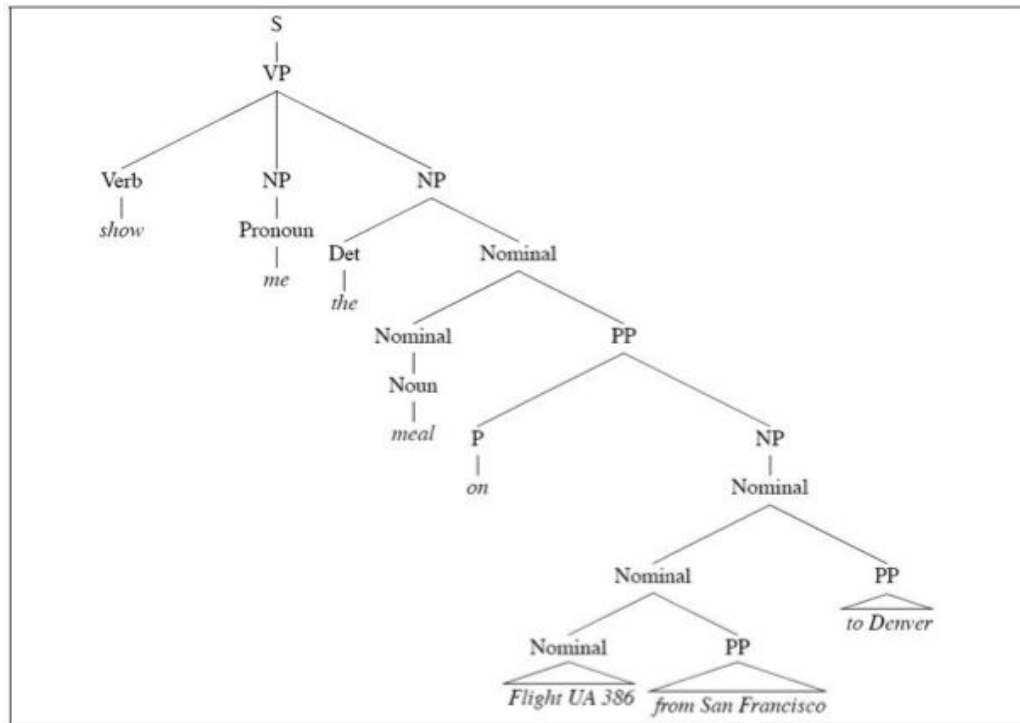 S
VP
Verb NP NP
show Pronoun Det Nominal
me the
Nominal PP
Noun
meal P NP
on Nominal
Nominal PP
to Denver
Nominal PP
Flight UA 386 from San Francisco